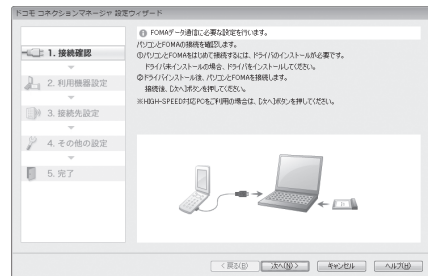 ドコモ コネクションマネージャ 設定ウィザード
FOMAデータ通信に必要な設定を行います。
パソコンとFOMAの接続を確認します。
①パソコンとFOMAをはじめて接続するには、ドライバのインストールが必要です。
ドライバ未インストールの場合、ドライバをインストールしてください。
②ドライバインストール後、パソコンとFOMAを接続します。
接続後、[次へ]ボタンを押してください。
※HIGH-SPEED対応PCをご利用の場合は、[次へ]ボタンを押してください。
1. 接続確認
2. 利用機器設定
3. 接続先設定
4. その他の設定
5. 完了
< 戻る(B)
次へ(N) >
キャンセル
ヘルプ(H)